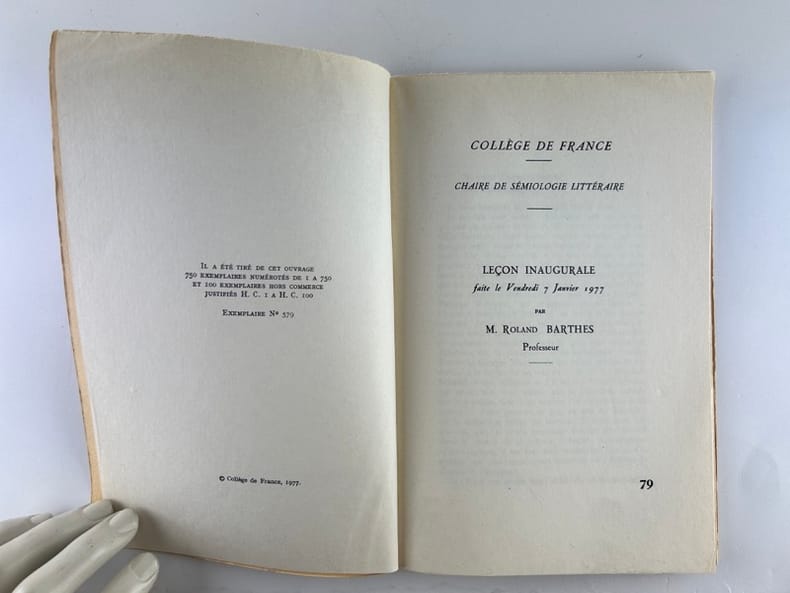 IL A ÉTÉ TIRÉ DE CET OUVRAGE
750 EXEMPLAIRES NUMÉROTÉS DE 1 A 750
ET 100 EXEMPLAIRES HORS COMMERCE
JUSTIFIÉS H. C. 1 A H. C. 100
EXEMPLAIRE Nº 579
© Collège de France, 1977.
COLLÈGE DE FRANCE
CHAIRE DE SÉMIOLOGIE LITTÉRAIRE
LEÇON INAUGURALE
faite le Vendredi 7 Janvier 1977
PAR
M. ROLAND BARTHES
Professeur
79